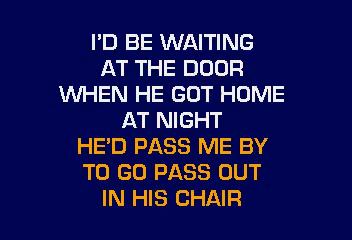 I'D BE WAITING
AT THE DOOR
WHEN HE GOT HOME
AT NIGHT
HE'D PASS ME BY
TO GO PASS OUT
IN HIS CHAIR